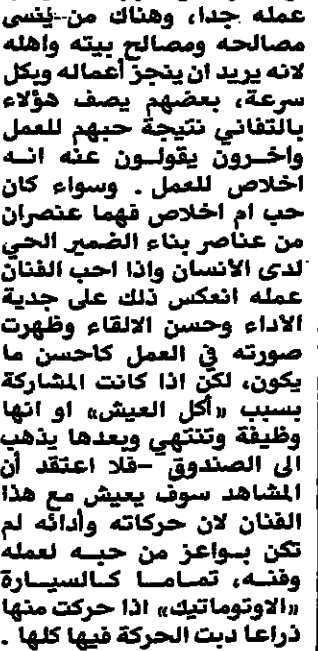 عمله جدا، وهناك من ينسى
مصالحه ومصالح بيته واهله
لانه يريد ان ينجز أعماله وبكل
سرعة، بعضهم يصف هؤلاء
بالتفاني نتيجة حبهم للعمل
واخرون يقولون عنه انه
اخلاص للعمل . وسواء كان
حب ام اخلاص فهما عنصران
من عناصر بناء الضمير الحي
لدى الانسان واذا احب الفنان
عمله انعكس ذلك على جدية
الاداء وحسن الالقاء وظهرت
صورته في العمل كاحسن ما
يكون، لكن اذا كانت المشاركة
بسبب «أكل العيش» او انها
وظيفة وتنتهي وبعدها يذهب
الى الصندوق -فلا اعتقد أن
المشاهد سوف يعيش مع هذا
الفنان لان حركاته وأدائه لم
تكن بواعز من حبه لعمله
وفنه، تماما كالسيارة
«الاوتوماتيك» اذا حركت منها
ذراعا دبت الحركة فيها كلها .